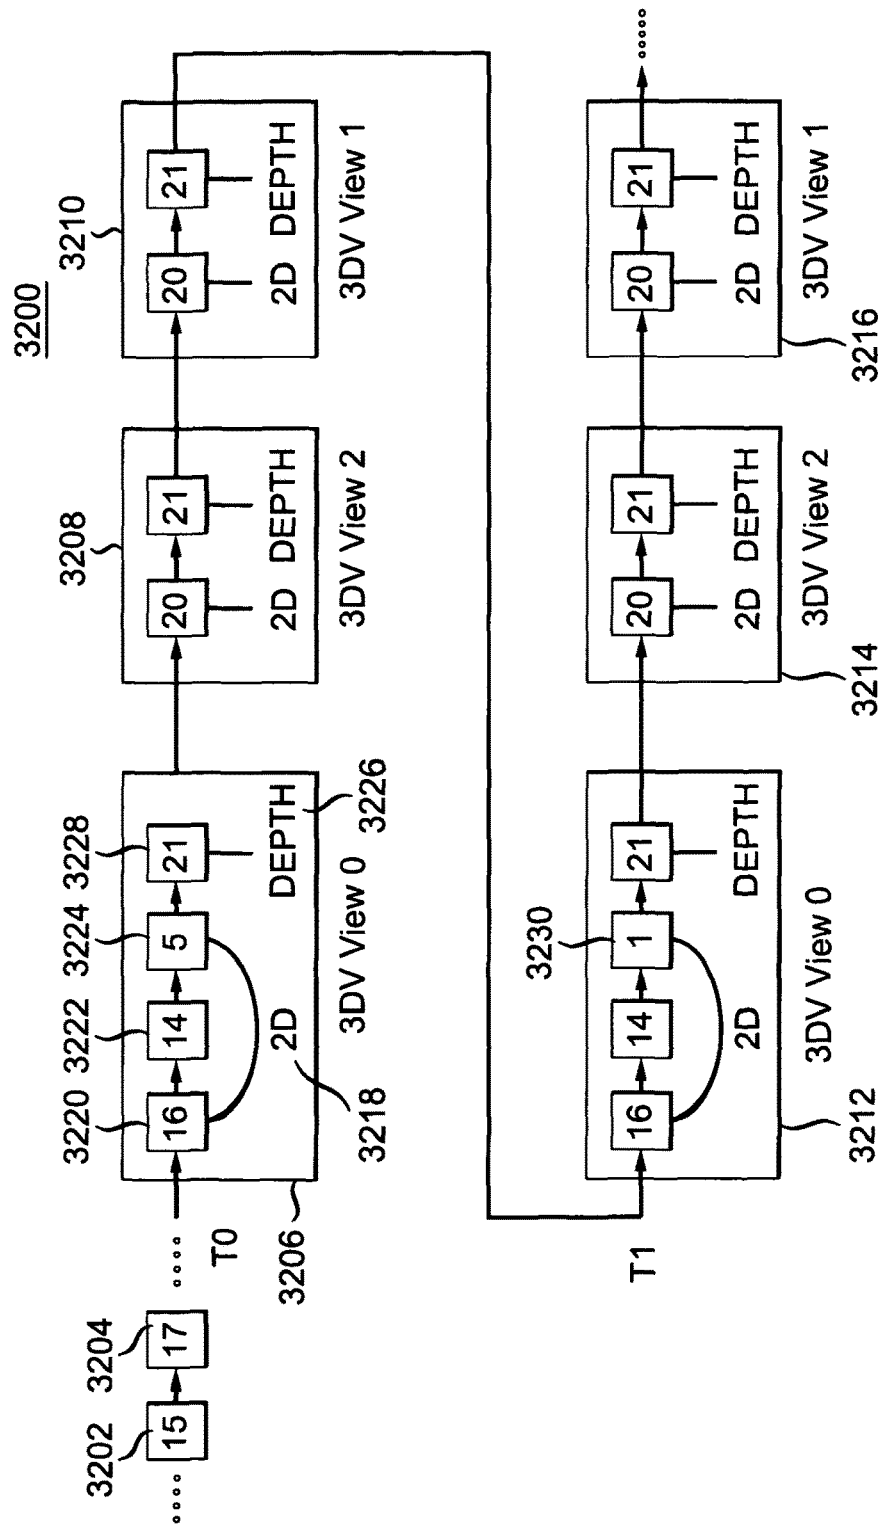 3200
3202
15
3204
17
T0
3206
3220
16
3222
14
3224
5
3228
21
2D
3218
DEPTH
3226
3DV View 0
3208
20
21
2D
DEPTH
3DV View 2
3210
20
21
2D
DEPTH
3DV View 1
T1
3212
16
14
3230
1
21
2D
DEPTH
3DV View 0
3214
20
21
2D
DEPTH
3DV View 2
3216
20
21
2D
DEPTH
3DV View 1